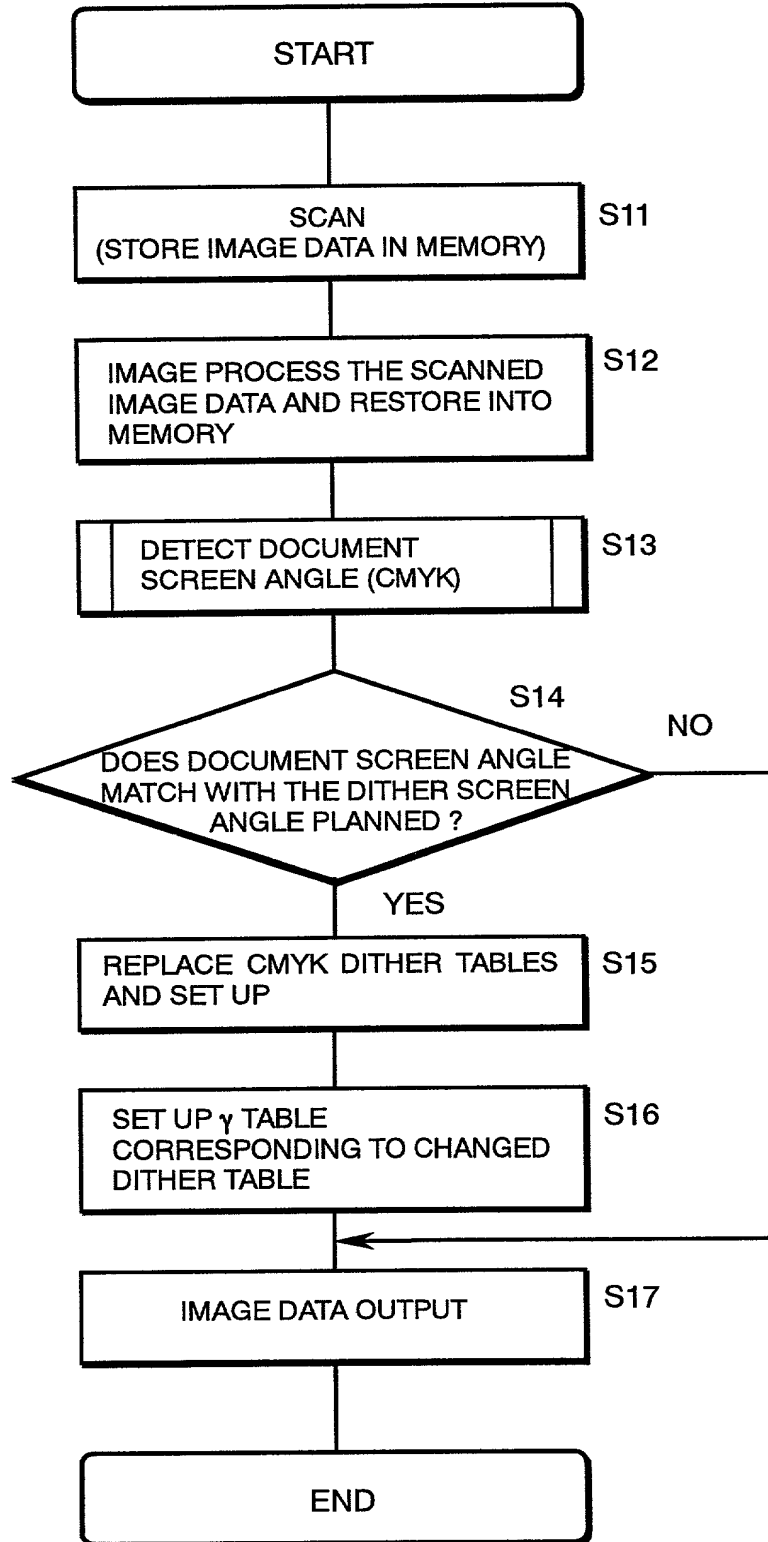 START
SCAN
(STORE IMAGE DATA IN MEMORY)
S11
IMAGE PROCESS THE SCANNED
IMAGE DATA AND RESTORE INTO
MEMORY
S12
DETECT DOCUMENT
SCREEN ANGLE (CMYK)
S13
S14
NO
DOES DOCUMENT SCREEN ANGLE
MATCH WITH THE DITHER SCREEN
ANGLE PLANNED ?
YES
REPLACE CMYK DITHER TABLES
AND SET UP
S15
SET UP γ TABLE
CORRESPONDING TO CHANGED
DITHER TABLE
S16
IMAGE DATA OUTPUT
S17
END